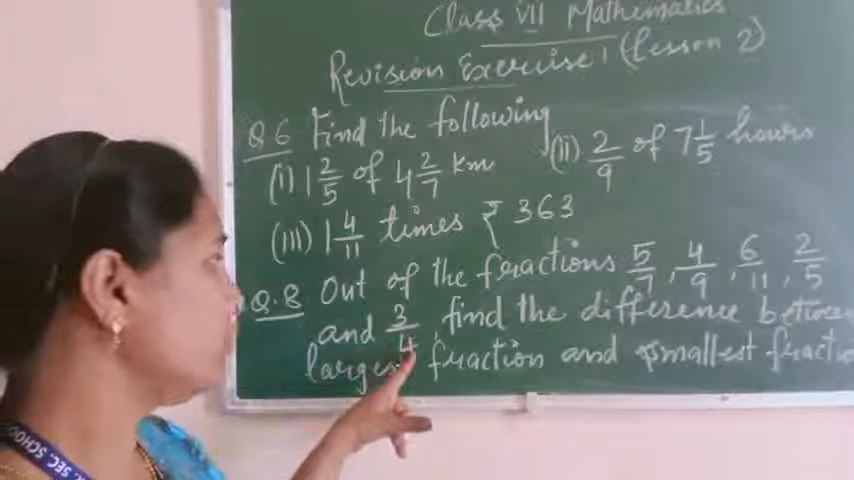 Class VII Mathematics
Revision Exercise 1 (Lesson 2)
Q.6 Find the following
(i) 1 2/5 of 4 2/7 km (ii) 2/9 of 7 1/5 hours
(iii) 1 4/11 times ₹ 363
Q.8 Out of the fractions 5/7, 4/9, 6/11, 2/5
and 3/4, find the difference between
fraction and smallest
SCHOOL